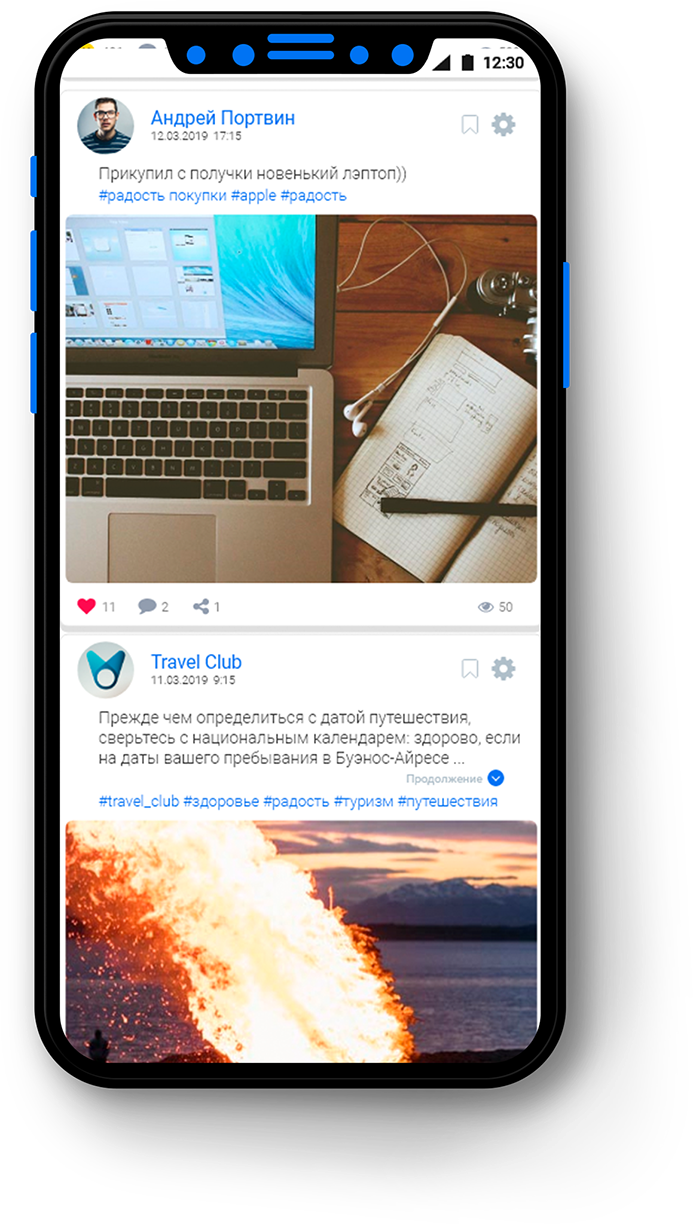 12:30
Андрей Портвин
12.03.2019 17:15
Прикупил с получки новенький лэптоп))
#радость покупки #apple #радость
11 2 1 50
Travel Club
11.03.2019 9:15
Прежде чем определиться с датой путешествия,
сверьтесь с национальным календарем: здорово, если
на даты вашего пребывания в Буэнос-Айресе ...
Продолжение
#travel_club #здоровье #радость #туризм #путешествия